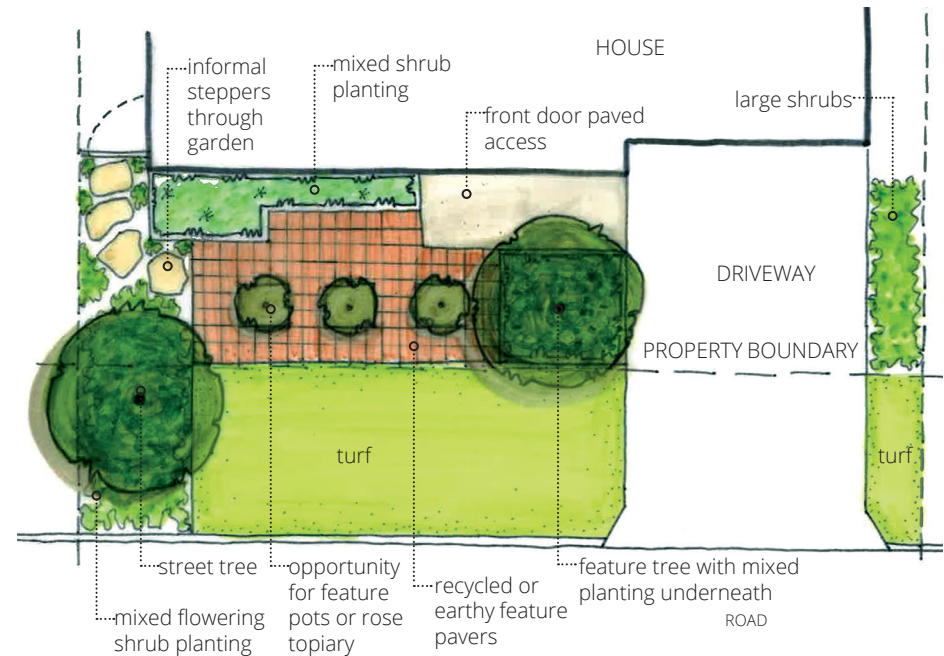 HOUSE
informal
steppers
through
garden
mixed shrub
planting
front door paved
access
large shrubs
DRIVEWAY
PROPERTY BOUNDARY
turf
turf
street tree
mixed flowering
shrub planting
opportunity
for feature
pots or rose
topiary
recycled or
earthy feature
pavers
feature tree with mixed
planting underneath
ROAD